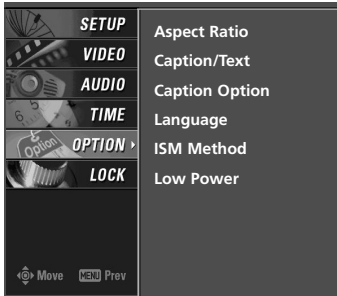 SETUP
VIDEO
AUDIO
TIME
OPTION
LOCK
Aspect Ratio
Caption/Text
Caption Option
Language
ISM Method
Low Power
Option
Move MENU Prev